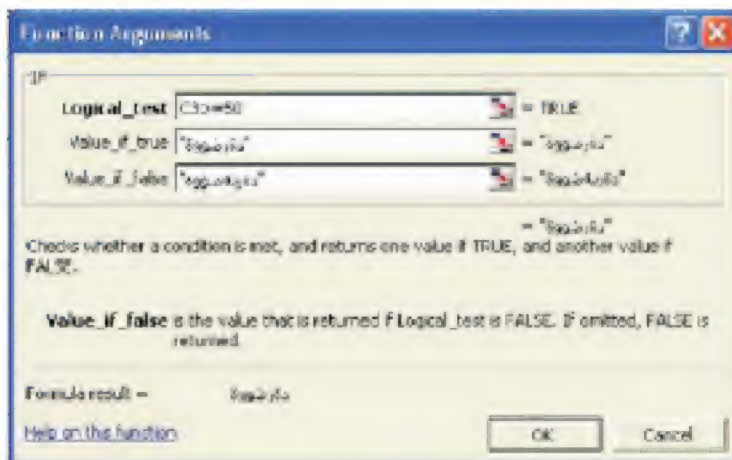 Function Arguments
IF
Logical_test C3>=50 = TRUE
Value_if_true =
Value_if_false =
=
Checks whether a condition is met, and returns one value if TRUE, and another value if
FALSE.
Value_if_false is the value that is returned if Logical_test is FALSE. If omitted, FALSE is
returned.
Formula result =
Help on this function
OK Cancel